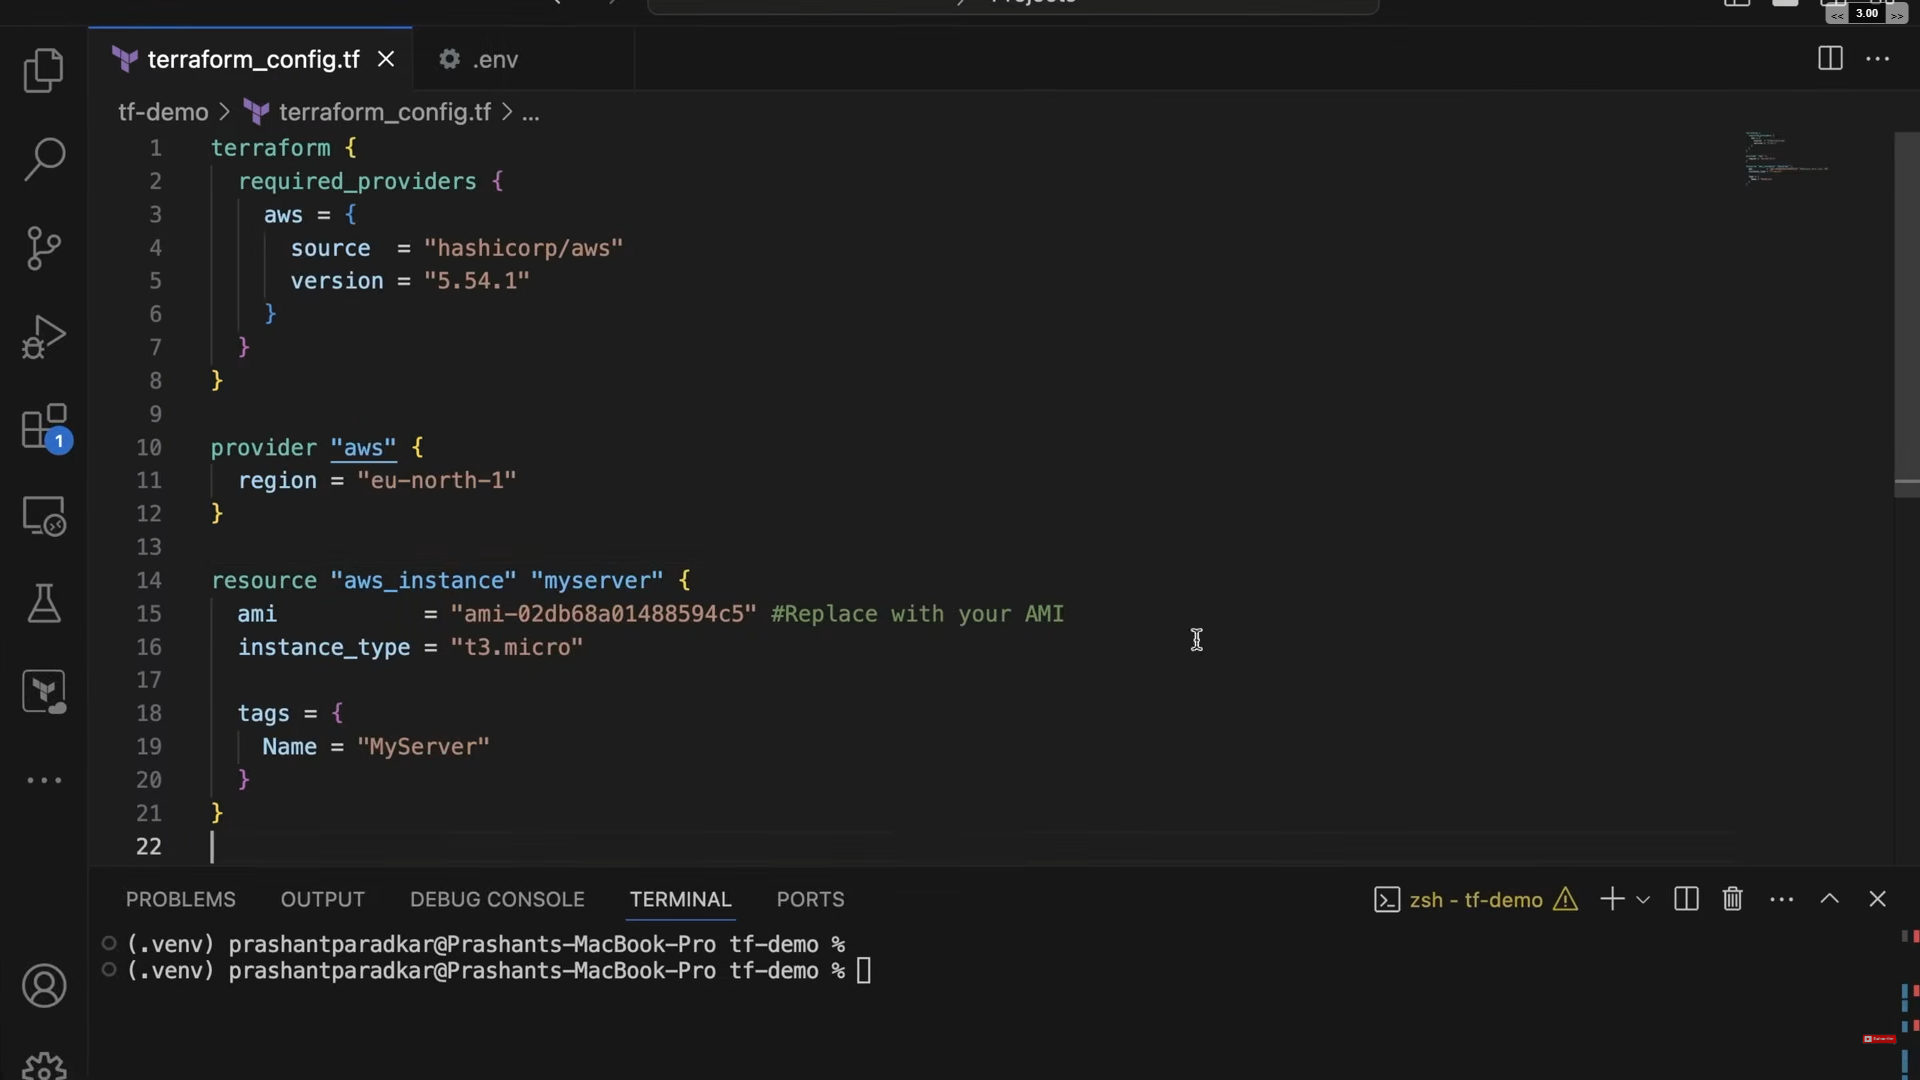 3.00
<< >>
terraform_config.tf
.env
tf-demo > terraform_config.tf > ...
1 terraform {
2 required_providers {
3 aws = {
4 source  = "hashicorp/aws"
5 version = "5.54.1"
6 }
7 }
8 }
9
10 provider "aws" {
11 region = "eu-north-1"
12 }
13
14 resource "aws_instance" "myserver" {
15 ami           = "ami-02db68a01488594c5" #Replace with your AMI
16 instance_type = "t3.micro"
17
18 tags = {
19 Name = "MyServer"
20 }
21 }
22
1
PROBLEMS OUTPUT DEBUG CONSOLE TERMINAL PORTS
zsh - tf-demo
(.venv) prashantparadkar@Prashants-MacBook-Pro tf-demo %
(.venv) prashantparadkar@Prashants-MacBook-Pro tf-demo %